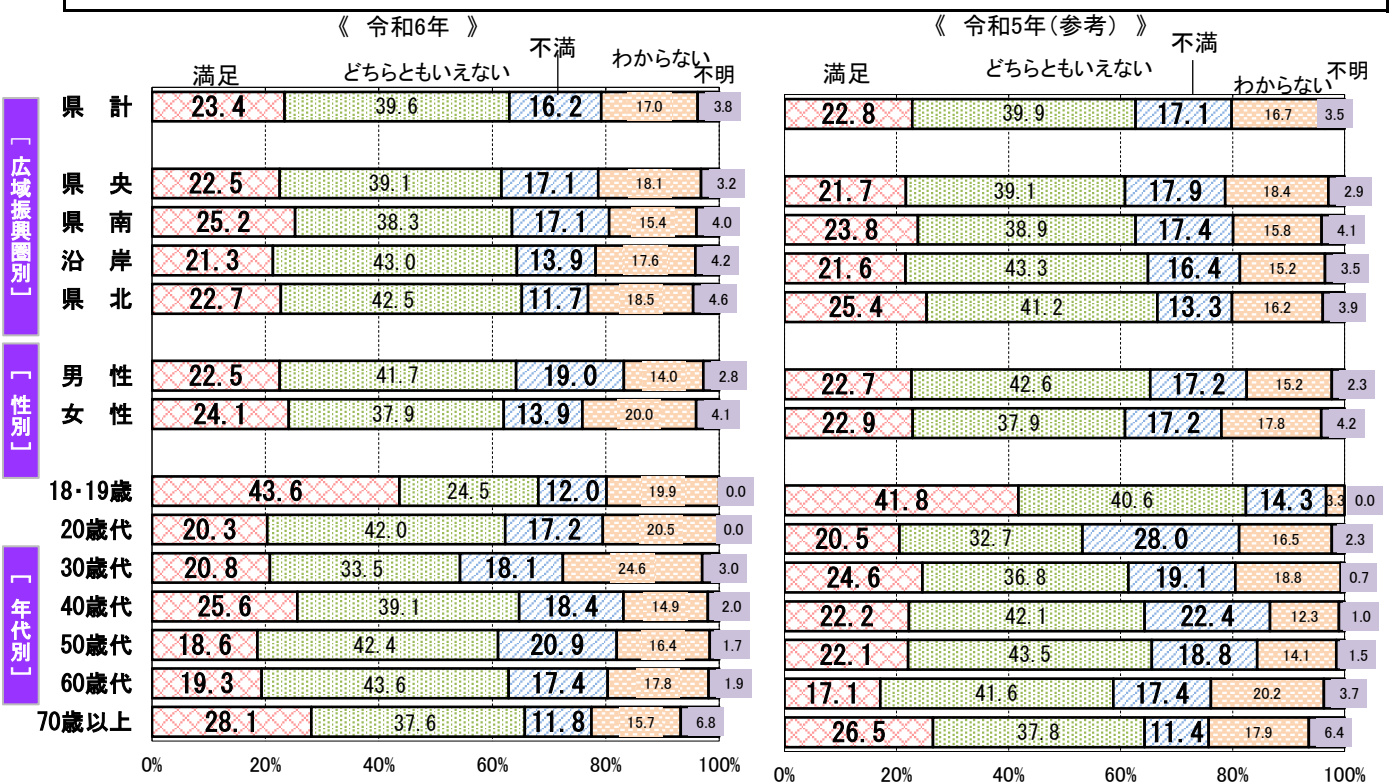 《 令和6年 》
満足 どちらともいえない 不満 わからない 不明
県 計 23.4 39.6 16.2 17.0 3.8
［ 広域振興圏別 ］
県 央 22.5 39.1 17.1 18.1 3.2
県 南 25.2 38.3 17.1 15.4 4.0
沿 岸 21.3 43.0 13.9 17.6 4.2
県 北 22.7 42.5 11.7 18.5 4.6
［ 性別 ］
男 性 22.5 41.7 19.0 14.0 2.8
女 性 24.1 37.9 13.9 20.0 4.1
［ 年代別 ］
18・19歳 43.6 24.5 12.0 19.9 0.0
20歳代 20.3 42.0 17.2 20.5 0.0
30歳代 20.8 33.5 18.1 24.6 3.0
40歳代 25.6 39.1 18.4 14.9 2.0
50歳代 18.6 42.4 20.9 16.4 1.7
60歳代 19.3 43.6 17.4 17.8 1.9
70歳以上 28.1 37.6 11.8 15.7 6.8
0% 20% 40% 60% 80% 100%
《 令和5年（参考） 》
満足 どちらともいえない 不満 わからない 不明
22.8 39.9 17.1 16.7 3.5
21.7 39.1 17.9 18.4 2.9
23.8 38.9 17.4 15.8 4.1
21.6 43.3 16.4 15.2 3.5
25.4 41.2 13.3 16.2 3.9
22.7 42.6 17.2 15.2 2.3
22.9 37.9 17.2 17.8 4.2
41.8 40.6 14.3 3.3 0.0
20.5 32.7 28.0 16.5 2.3
24.6 36.8 19.1 18.8 0.7
22.2 42.1 22.4 12.3 1.0
22.1 43.5 18.8 14.1 1.5
17.1 41.6 17.4 20.2 3.7
26.5 37.8 11.4 17.9 6.4
0% 20% 40% 60% 80% 100%